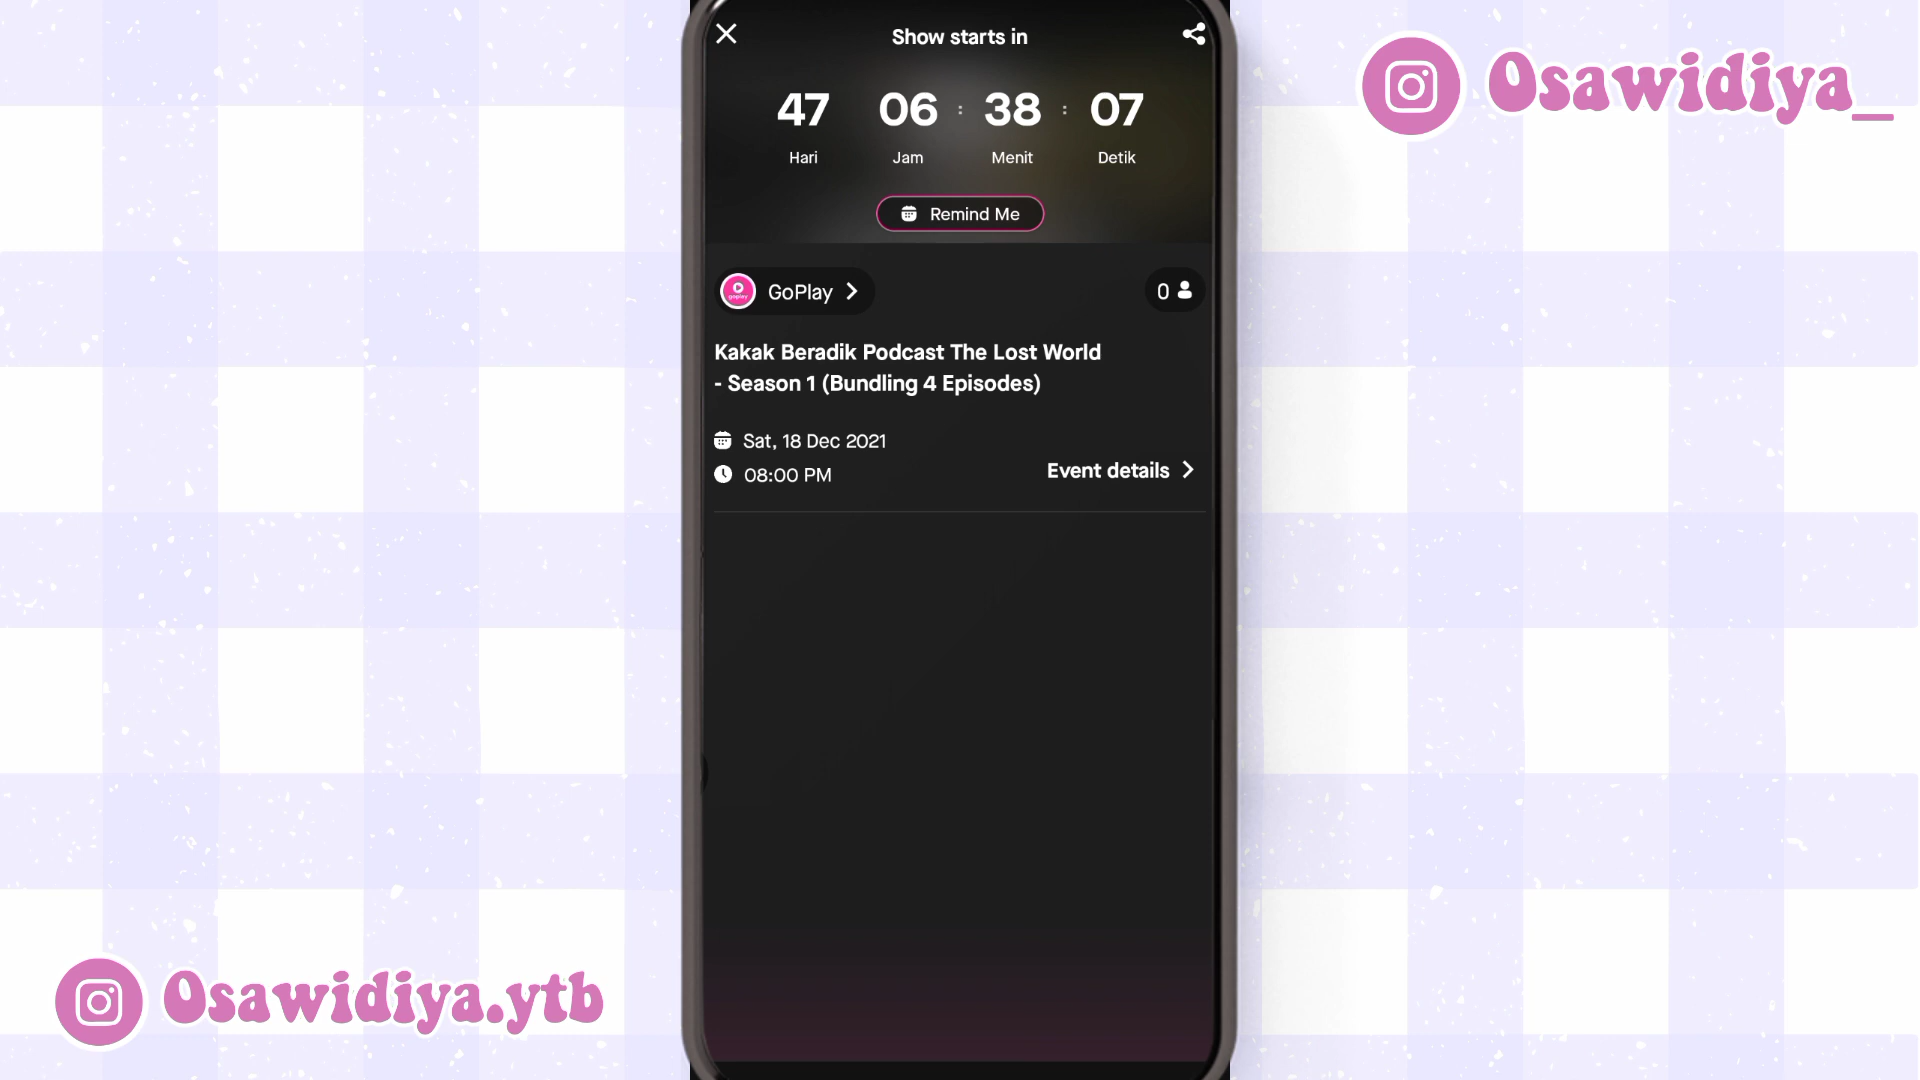 Show starts in
47 06 : 38 : 07
Hari Jam Menit Detik
Remind Me
GoPlay
0
Kakak Beradik Podcast The Lost World
- Season 1 (Bundling 4 Episodes)
Sat, 18 Dec 2021
08:00 PM
Event details
Osawidiya_
Osawidiya.ytb